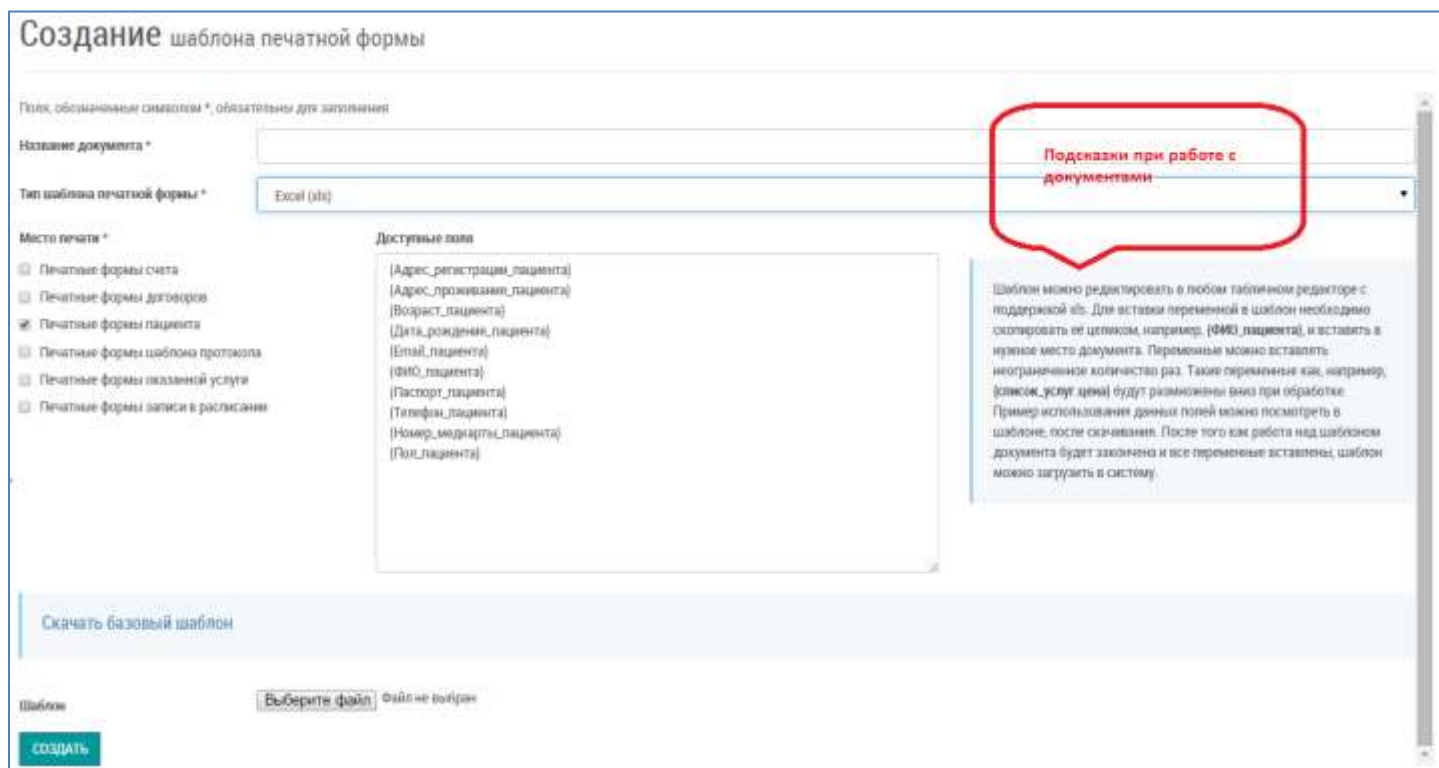 Создание шаблона печатной формы
Поля, обозначенные символом *, обязательны для заполнения
Название документа *
Подсказки при работе с
документами
Тип шаблона печатной формы *
Excel (xls)
Место печати *
Печатные формы счета
Печатные формы договоров
Печатные формы пациента
Печатные формы шаблона протокола
Печатные формы оказанной услуги
Печатные формы записи в расписании
Доступные поля
{Адрес_регистрации_пациента}
{Адрес_проживания_пациента}
{Возраст_пациента}
{Дата_рождения_пациента}
{Email_пациента}
{ФИО_пациента}
{Паспорт_пациента}
{Телефон_пациента}
{Номер_медкарты_пациента}
{Пол_пациента}
Шаблон можно редактировать в любом табличном редакторе с
поддержкой xls. Для вставки переменной в шаблон необходимо
скопировать её целиком, например, {ФИО_пациента}, и вставить в
нужное место документа. Переменные можно вставлять
неограниченное количество раз. Такие переменные как, например,
{список_услуг.цена} будут размножены вниз при обработке.
Пример использования данных полей можно посмотреть в
шаблоне, после скачивания. После того как работа над шаблоном
документа будет закончена и все переменные вставлены, шаблон
можно загрузить в систему.
Скачать базовый шаблон
Шаблон
Выберите файл Файл не выбран
СОЗДАТЬ